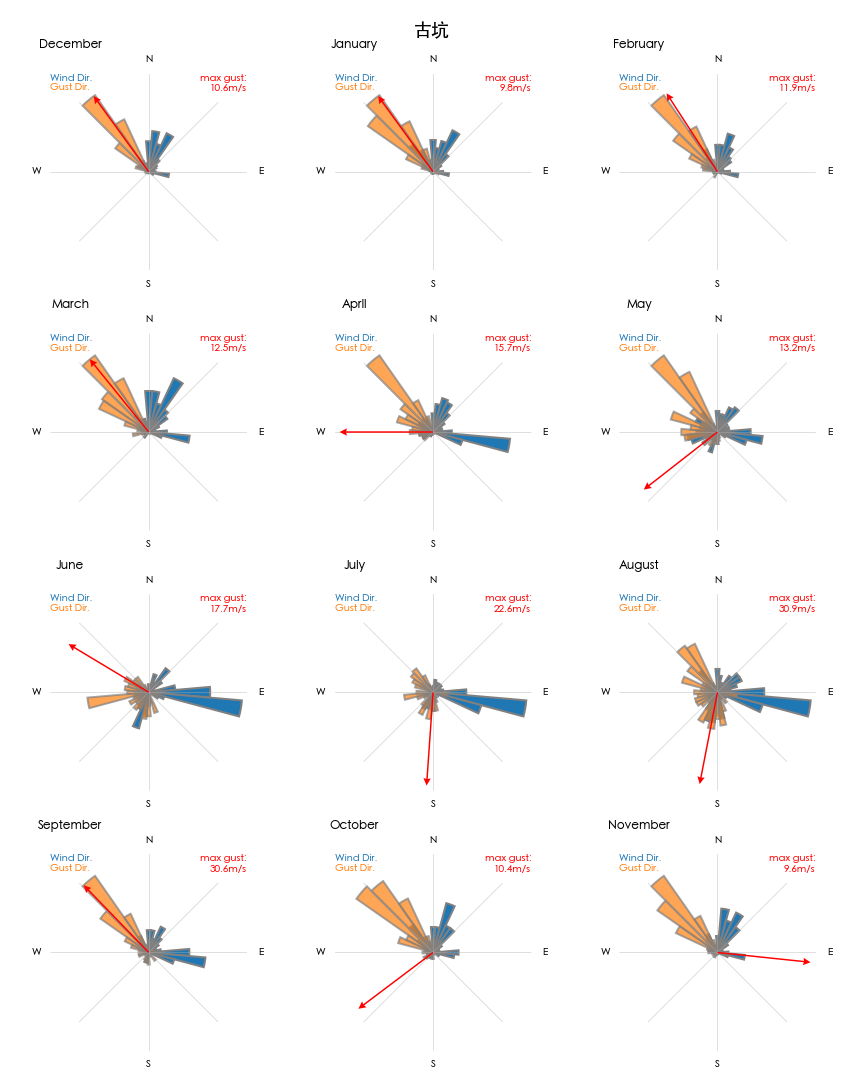 古坑
December
N
Wind Dir.
Gust Dir.
max gust:
10.6m/s
W
E
S
January
N
Wind Dir.
Gust Dir.
max gust:
9.8m/s
W
E
S
February
N
Wind Dir.
Gust Dir.
max gust:
11.9m/s
W
E
S
March
N
Wind Dir.
Gust Dir.
max gust:
12.5m/s
W
E
S
April
N
Wind Dir.
Gust Dir.
max gust:
15.7m/s
W
E
S
May
N
Wind Dir.
Gust Dir.
max gust:
13.2m/s
W
E
S
June
N
Wind Dir.
Gust Dir.
max gust:
17.7m/s
W
E
S
July
N
Wind Dir.
Gust Dir.
max gust:
22.6m/s
W
E
S
August
N
Wind Dir.
Gust Dir.
max gust:
30.9m/s
W
E
S
September
N
Wind Dir.
Gust Dir.
max gust:
30.6m/s
W
E
S
October
N
Wind Dir.
Gust Dir.
max gust:
10.4m/s
W
E
S
November
N
Wind Dir.
Gust Dir.
max gust:
9.6m/s
W
E
S